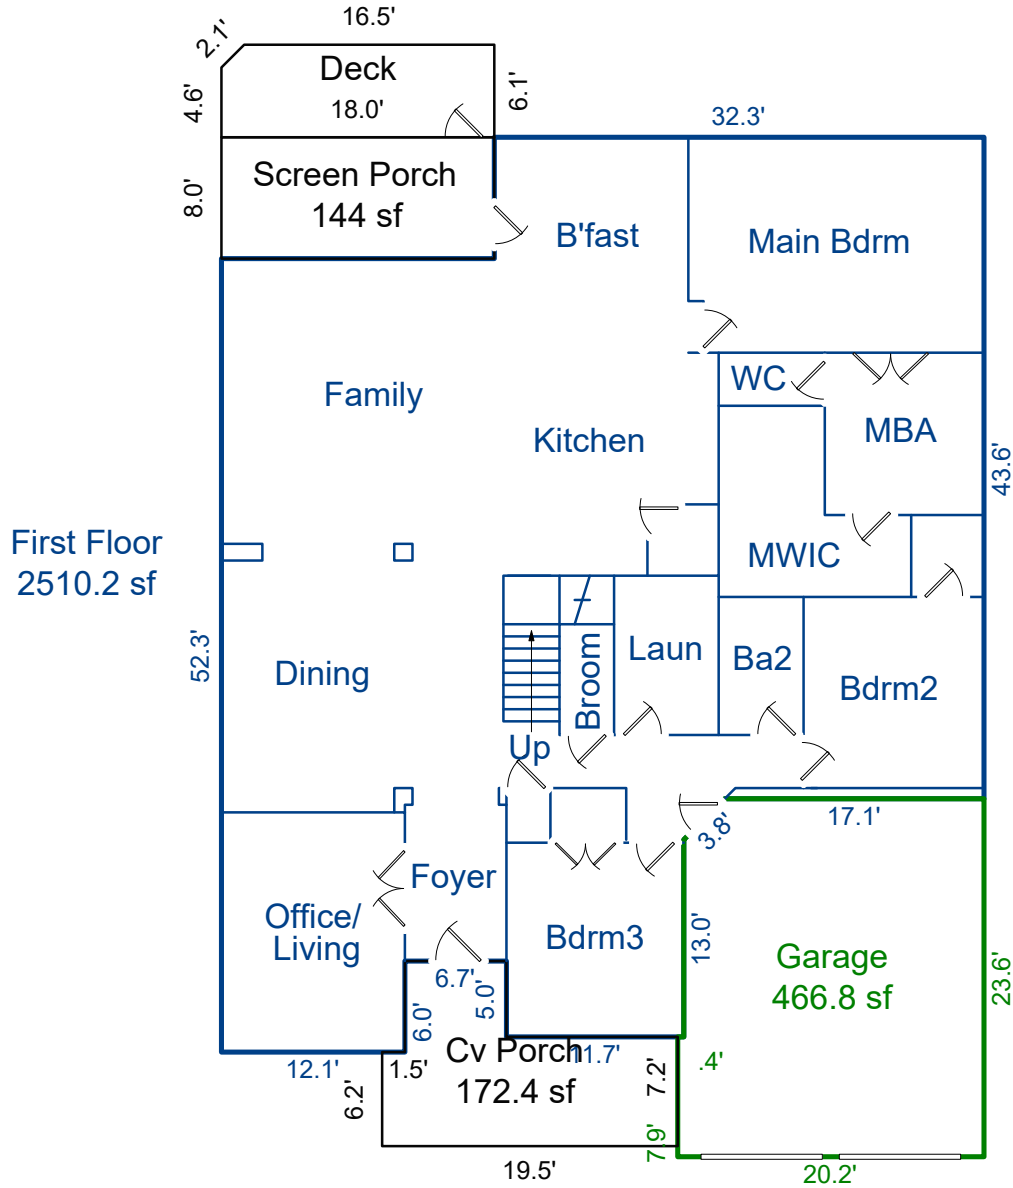 16.5'
2.1'
Deck
4.6'
18.0'
6.1'
32.3'
8.0'
Screen Porch
144 sf
B'fast
Main Bdrm
Family
WC
Kitchen
MBA
43.6'
First Floor
2510.2 sf
MWIC
52.3'
Dining
Broom
Laun
Ba2
Bdrm2
Up
3.8'
17.1'
Foyer
Office/
Living
Bdrm3
13.0'
Garage
466.8 sf
23.6'
6.7'
5.0'
6.0'
12.1'
1.5'
Cv Porch
172.4 sf
11.7'
7.2'
.4'
6.2'
7.9'
19.5'
20.2'